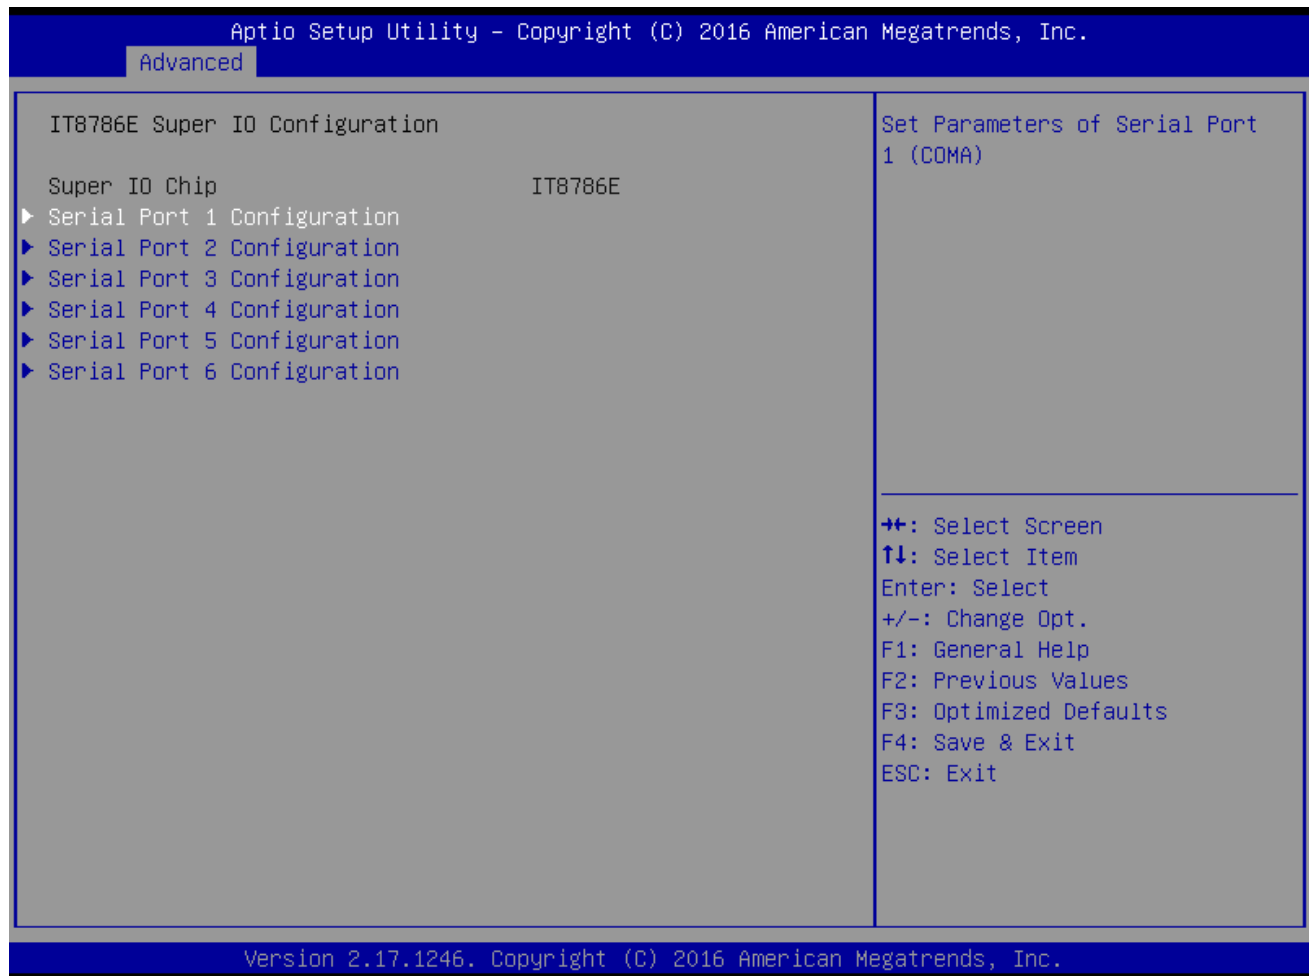 Aptio Setup Utility – Copyright (C) 2016 American Megatrends, Inc.
Advanced
IT8786E Super IO Configuration
Super IO Chip IT8786E
Serial Port 1 Configuration
Serial Port 2 Configuration
Serial Port 3 Configuration
Serial Port 4 Configuration
Serial Port 5 Configuration
Serial Port 6 Configuration
Set Parameters of Serial Port
1 (COMA)
→←: Select Screen
↑↓: Select Item
Enter: Select
+/-: Change Opt.
F1: General Help
F2: Previous Values
F3: Optimized Defaults
F4: Save & Exit
ESC: Exit
Version 2.17.1246. Copyright (C) 2016 American Megatrends, Inc.